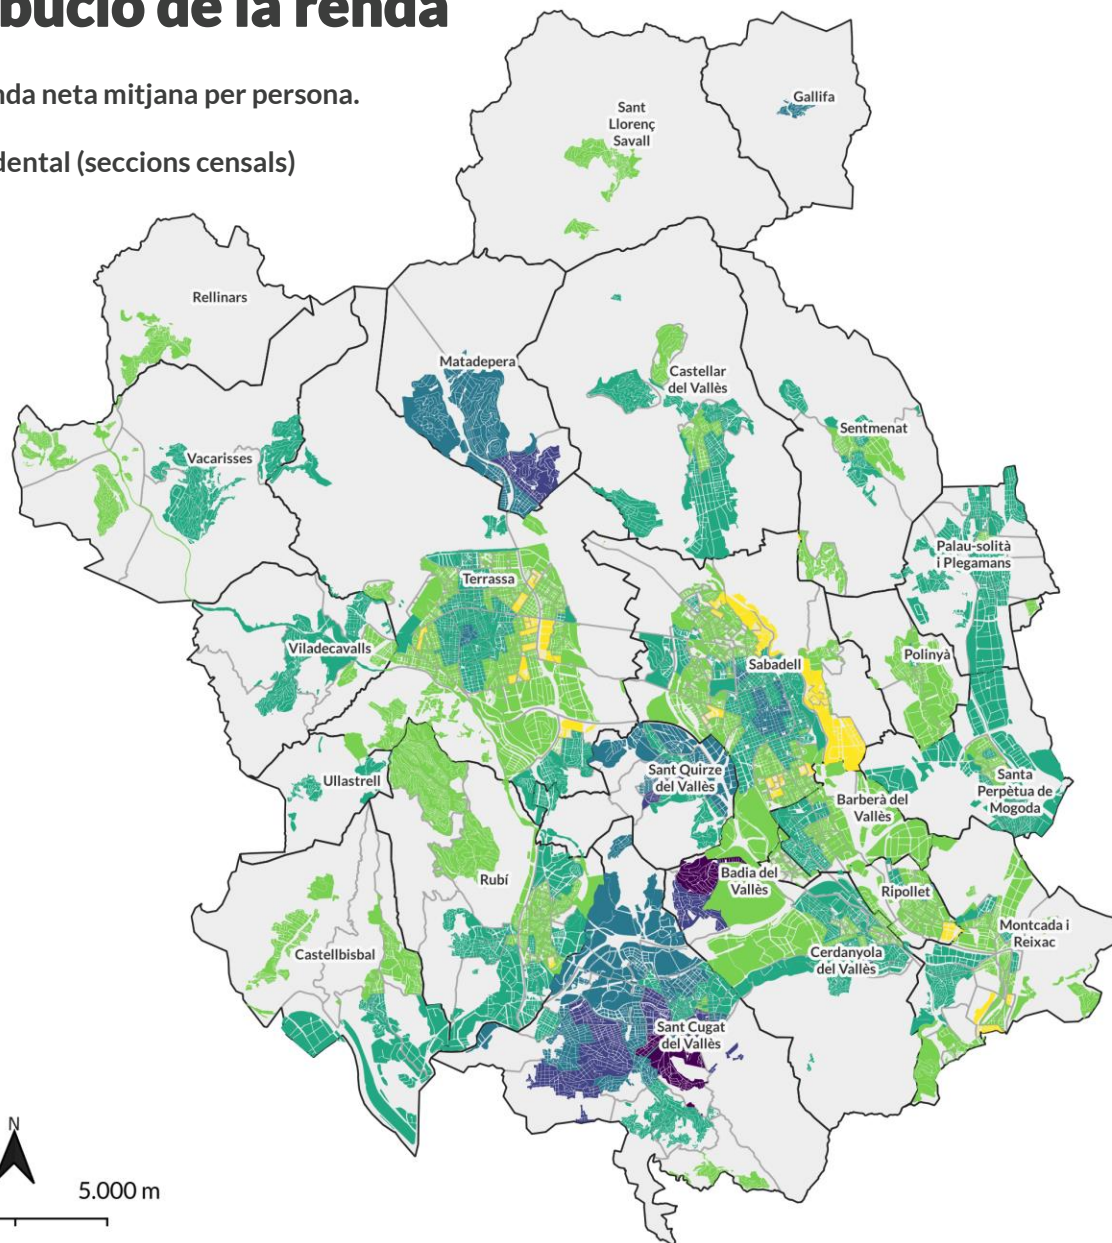 bució de la renda
nda neta mitjana per persona.
dental (seccions censals)
Gallifa
Sant
Llorenç
Savall
Rellinars
Matadepera
Castellar
del Vallès
Sentmenat
Vacarisses
Palau-solità
i Plegamans
Terrassa
Viladecavalls
Polinyà
Sabadell
Ullastrell
Sant Quirze
del Vallès
Santa
Perpètua de
Mogoda
Barberà del
Vallès
Rubí
Badia del
Vallès
Ripollet
Montcada i
Reixac
Castellbisbal
Cerdanyola
del Vallès
Sant Cugat
del Vallès
N
5.000 m